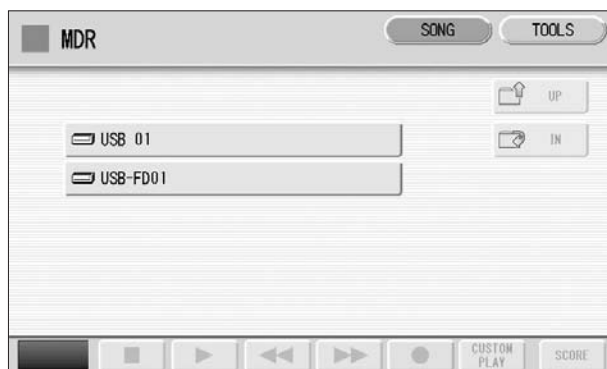 MDR
SONG
TOOLS
UP
USB 01
IN
USB-FD01
CUSTOM
PLAY
SCORE